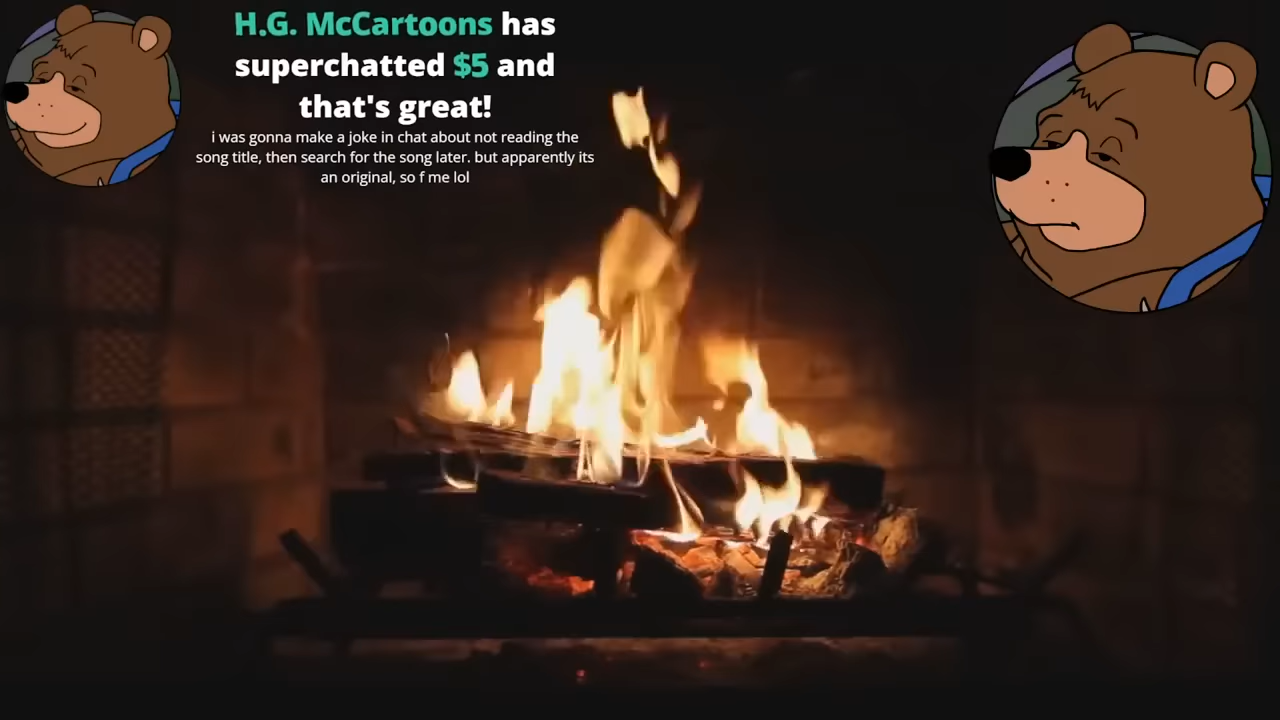 H.G. McCartoons has
superchatted $5 and
that's great!
i was gonna make a joke in chat about not reading the
song title, then search for the song later. but apparently its
an original, so f me lol